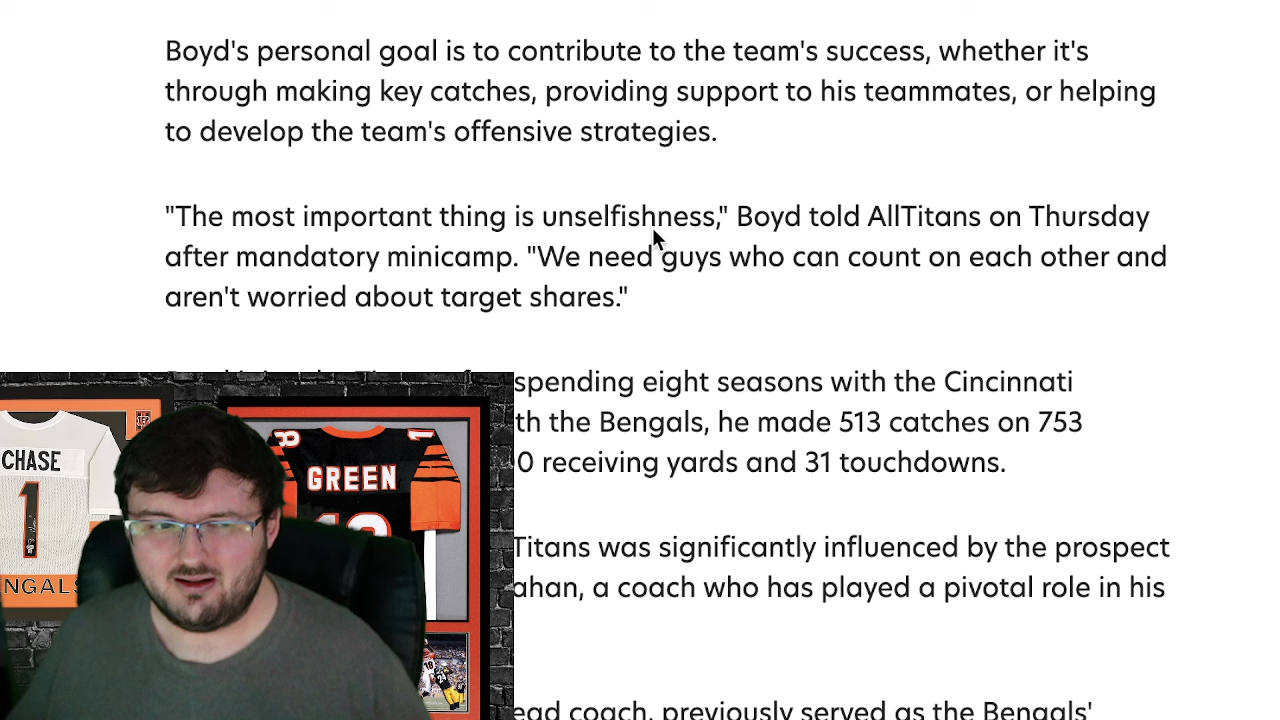 Boyd's personal goal is to contribute to the team's success, whether it's
through making key catches, providing support to his teammates, or helping
to develop the team's offensive strategies.
"The most important thing is unselfishness," Boyd told AllTitans on Thursday
after mandatory minicamp. "We need guys who can count on each other and
aren't worried about target shares."
spending eight seasons with the Cincinnati
th the Bengals, he made 513 catches on 753
0 receiving yards and 31 touchdowns.
Titans was significantly influenced by the prospect
ahan, a coach who has played a pivotal role in his
ead coach, previously served as the Bengals'
CHASE
1
NGALS
GREEN
18